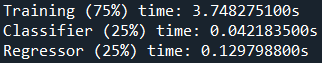 Training (75%) time: 3.748275100s
Classifier (25%) time: 0.042183500s
Regressor (25%) time: 0.129798800s